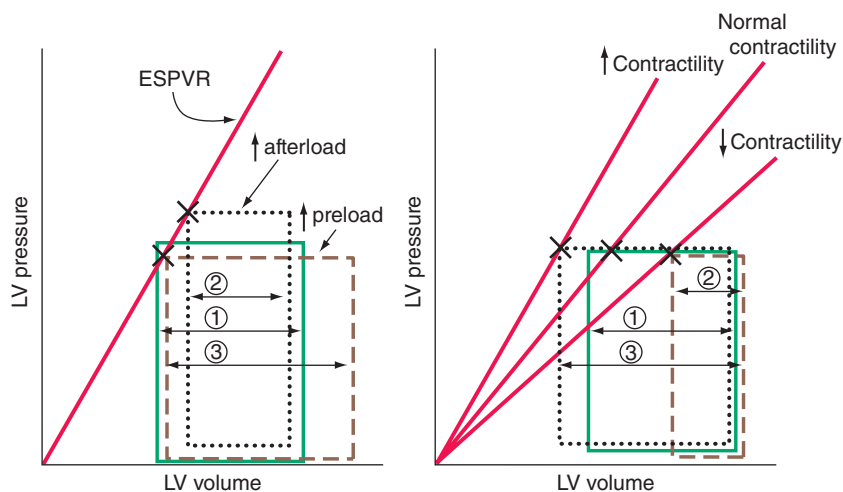 ESPVR
↑ afterload
↑ preload
②
①
③
LV pressure
LV volume
Normal
contractility
↑ Contractility
↓ Contractility
②
①
③
LV pressure
LV volume